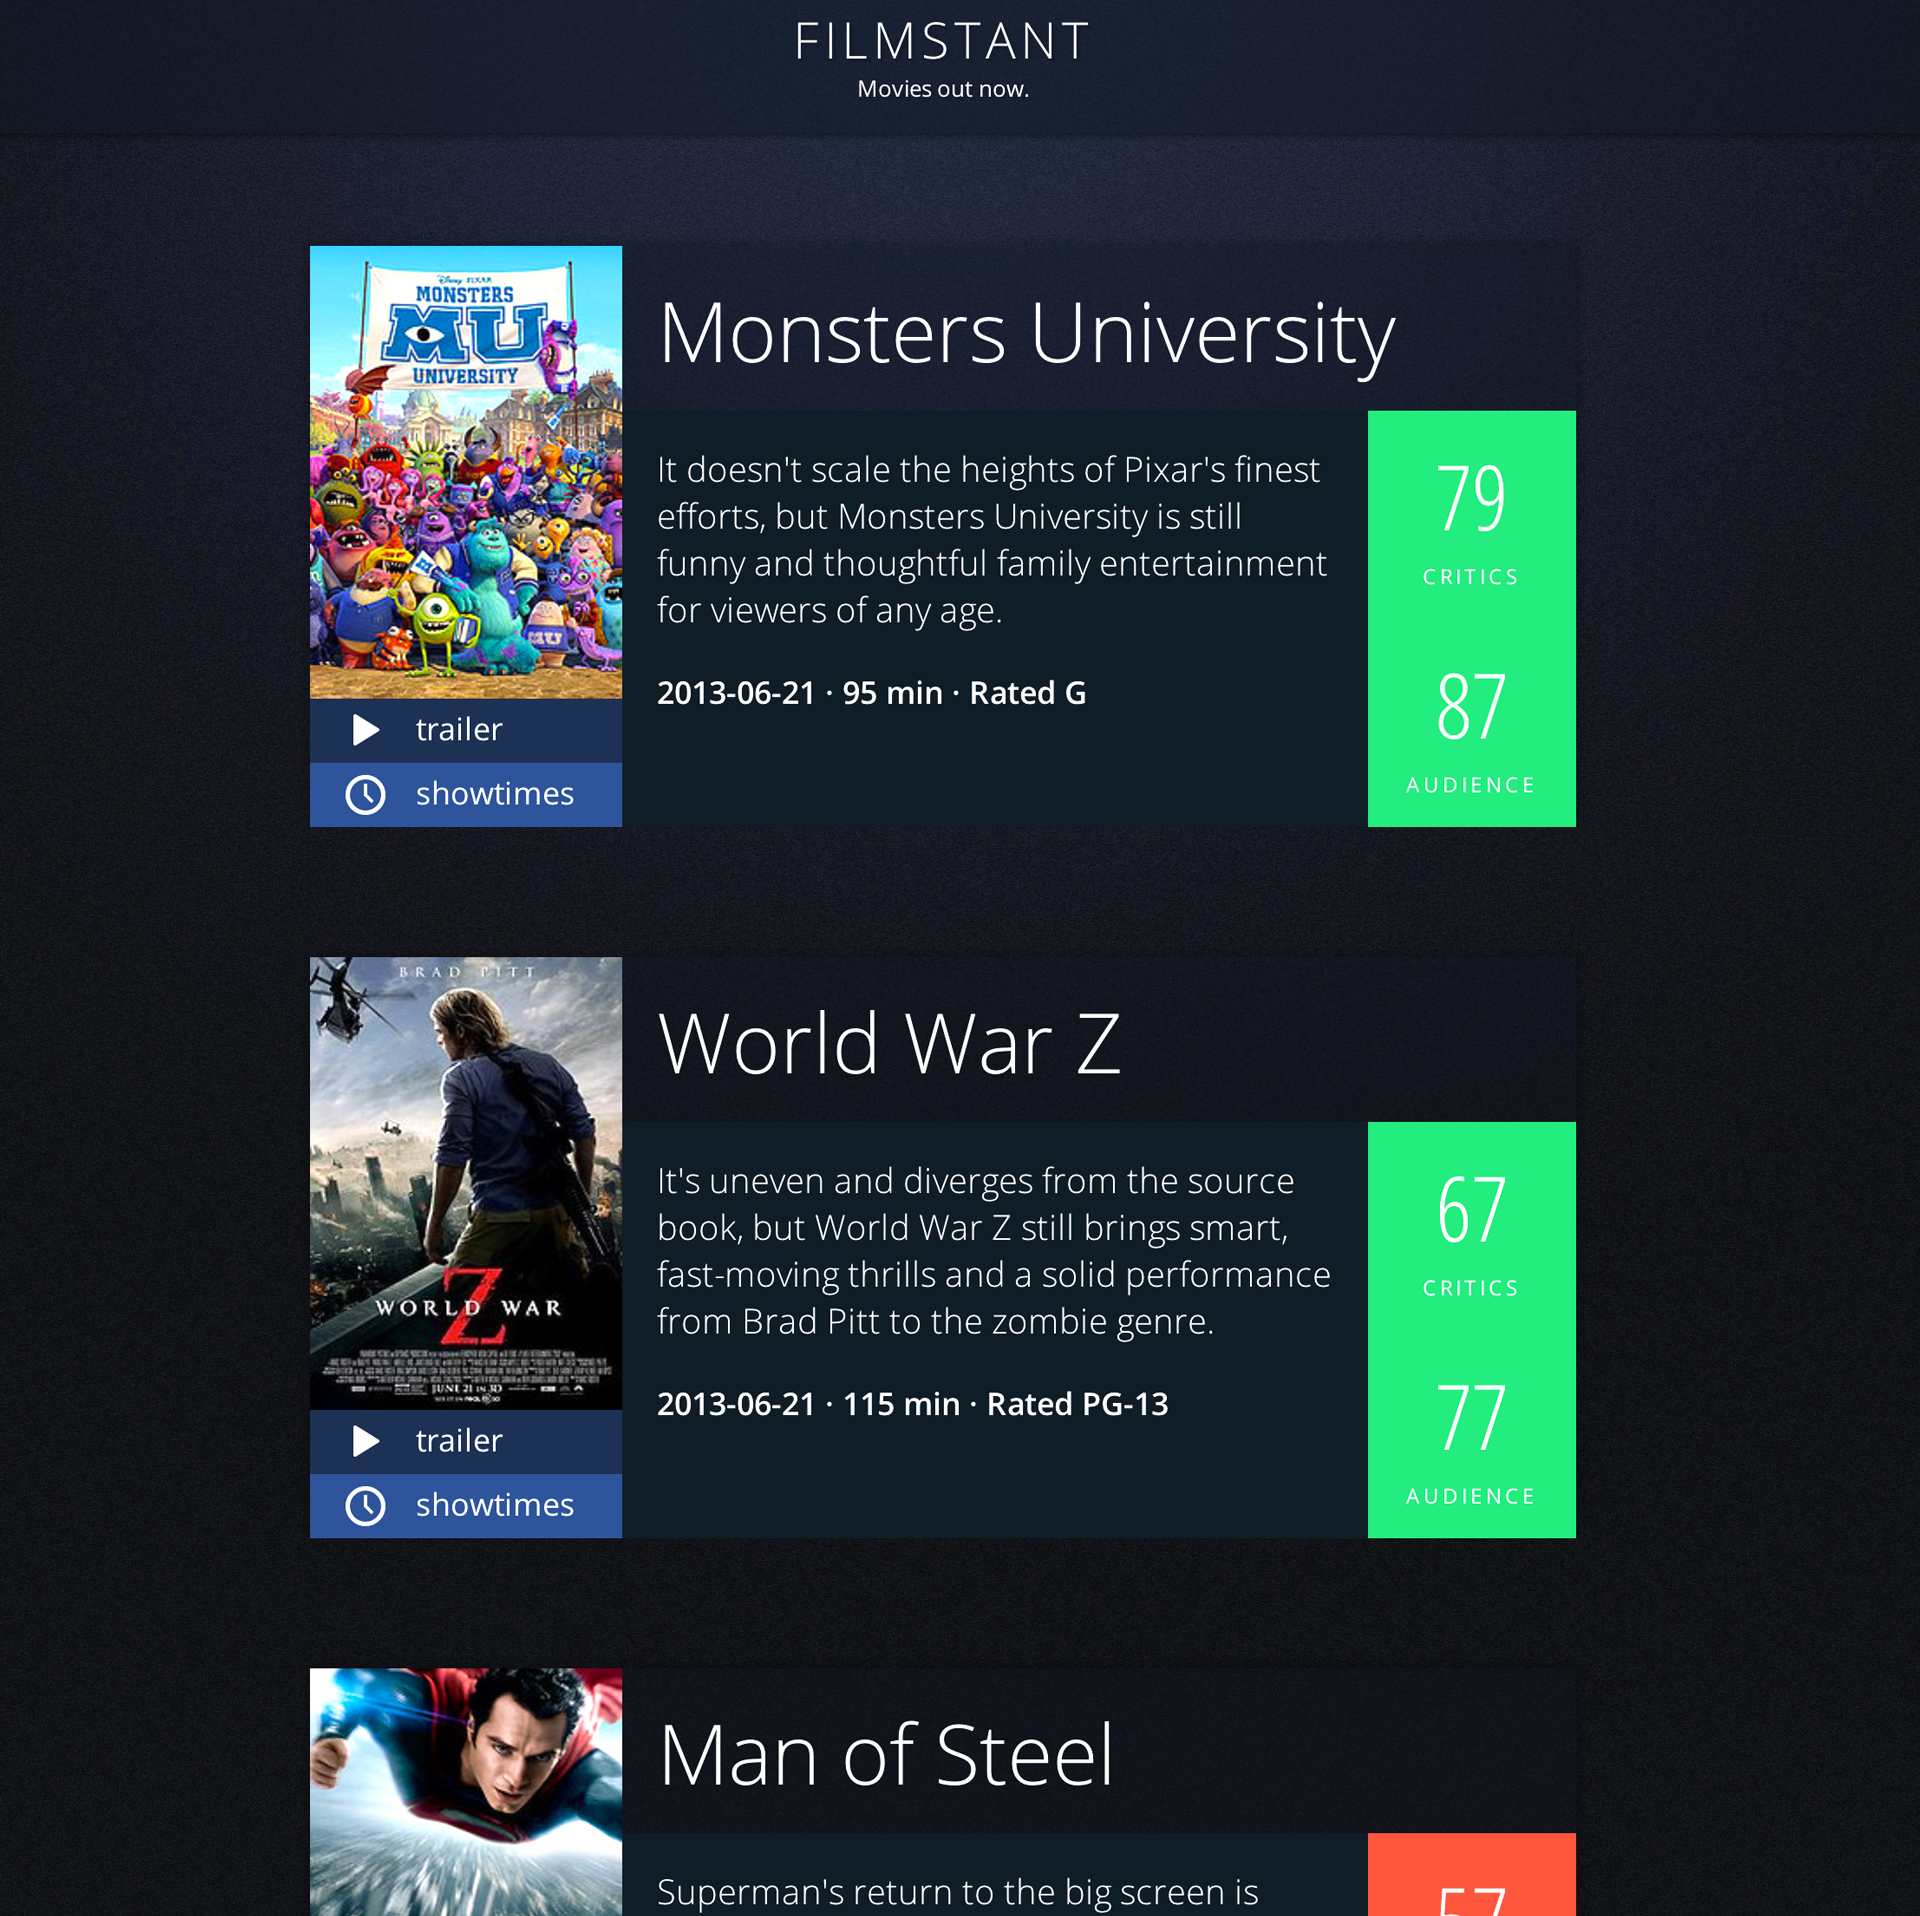 FILMSTANT
Movies out now.
Disney PIXAR
MONSTERS
MU
UNIVERSITY
MU
trailer
showtimes
Monsters University
It doesn't scale the heights of Pixar's finest
efforts, but Monsters University is still
funny and thoughtful family entertainment
for viewers of any age.
2013-06-21 · 95 min · Rated G
79
CRITICS
87
AUDIENCE
BRAD PITT
WORLD WAR
Z
JUNE 21 IN 3D
trailer
showtimes
World War Z
It's uneven and diverges from the source
book, but World War Z still brings smart,
fast-moving thrills and a solid performance
from Brad Pitt to the zombie genre.
2013-06-21 · 115 min · Rated PG-13
67
CRITICS
77
AUDIENCE
Man of Steel
Superman's return to the big screen is
57